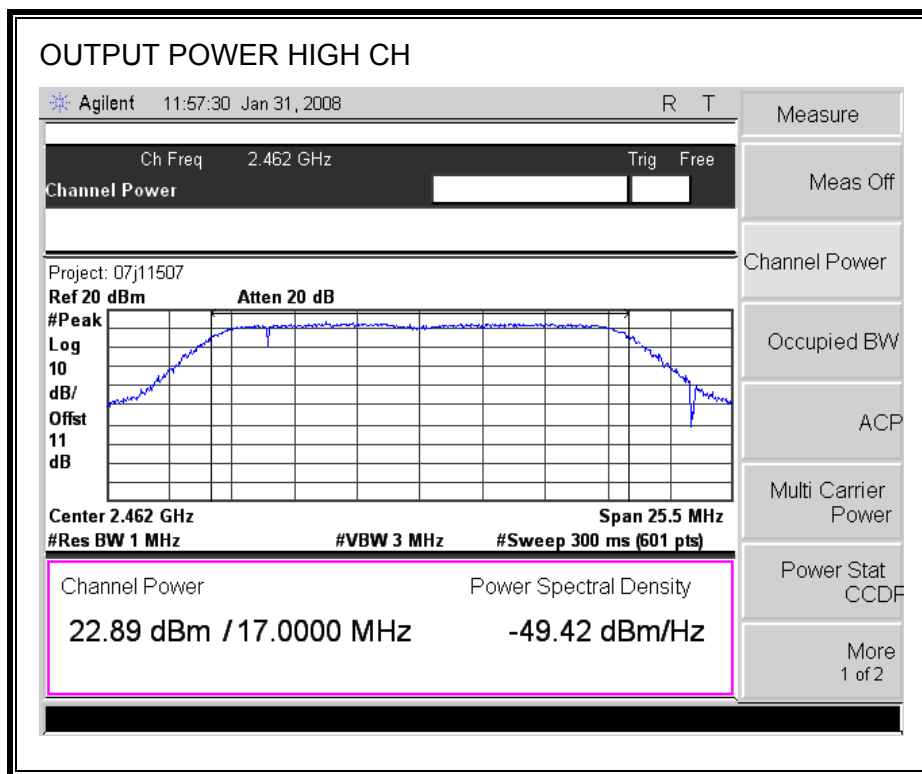 OUTPUT POWER HIGH CH
Agilent 11:57:30 Jan 31, 2008 R T
Measure
Ch Freq 2.462 GHz Trig Free
Channel Power
Meas Off
Channel Power
Project: 07j11507
Ref 20 dBm Atten 20 dB
#Peak
Log
10
dB/
Offst
11
dB
Occupied BW
ACP
Center 2.462 GHz Span 25.5 MHz
#Res BW 1 MHz #VBW 3 MHz #Sweep 300 ms (601 pts)
Multi Carrier
Power
Channel Power Power Spectral Density
22.89 dBm / 17.0000 MHz -49.42 dBm/Hz
Power Stat
CCDF
More
1 of 2